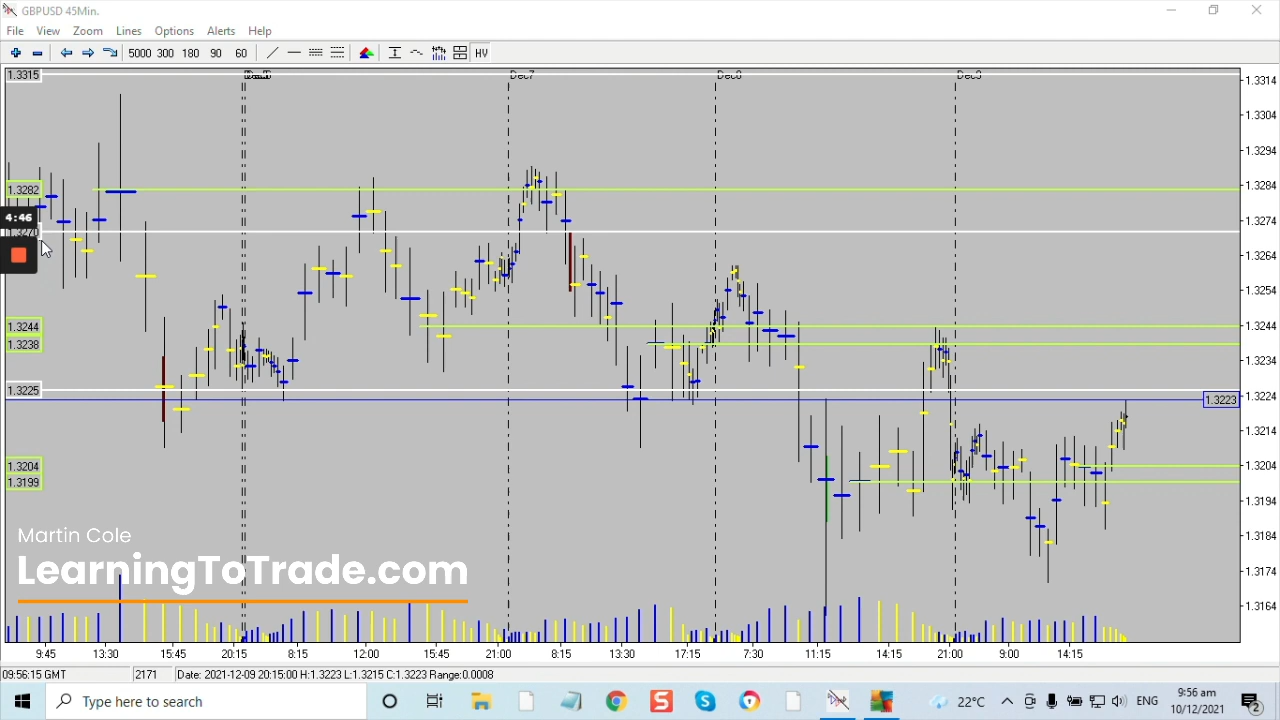 GBPUSD 45Min.
File View Zoom Lines Options Alerts Help
5000 300 180 90 60 HV
1.3315
Dec7
Dec8
1.3314
1.3304
1.3294
1.3282
1.3284
4:46
1.3270
1.3274
1.3264
1.3254
1.3244
1.3244
1.3238
1.3234
1.3225
1.3223
1.3224
1.3214
1.3204
1.3204
1.3199
1.3194
1.3184
1.3174
1.3164
Martin Cole
LearningToTrade.com
9:45 13:30 15:45 20:15 8:15 12:00 15:45 21:00 8:15 13:30 17:15 7:30 11:15 14:15 21:00 9:00 14:15
09:56:15 GMT 2171 Date: 2021-12-09 20:15:00 H:1.3223 L:1.3215 C:1.3223 Range:0.0008
Type here to search
22°C ENG 9:56 am
10/12/2021
2